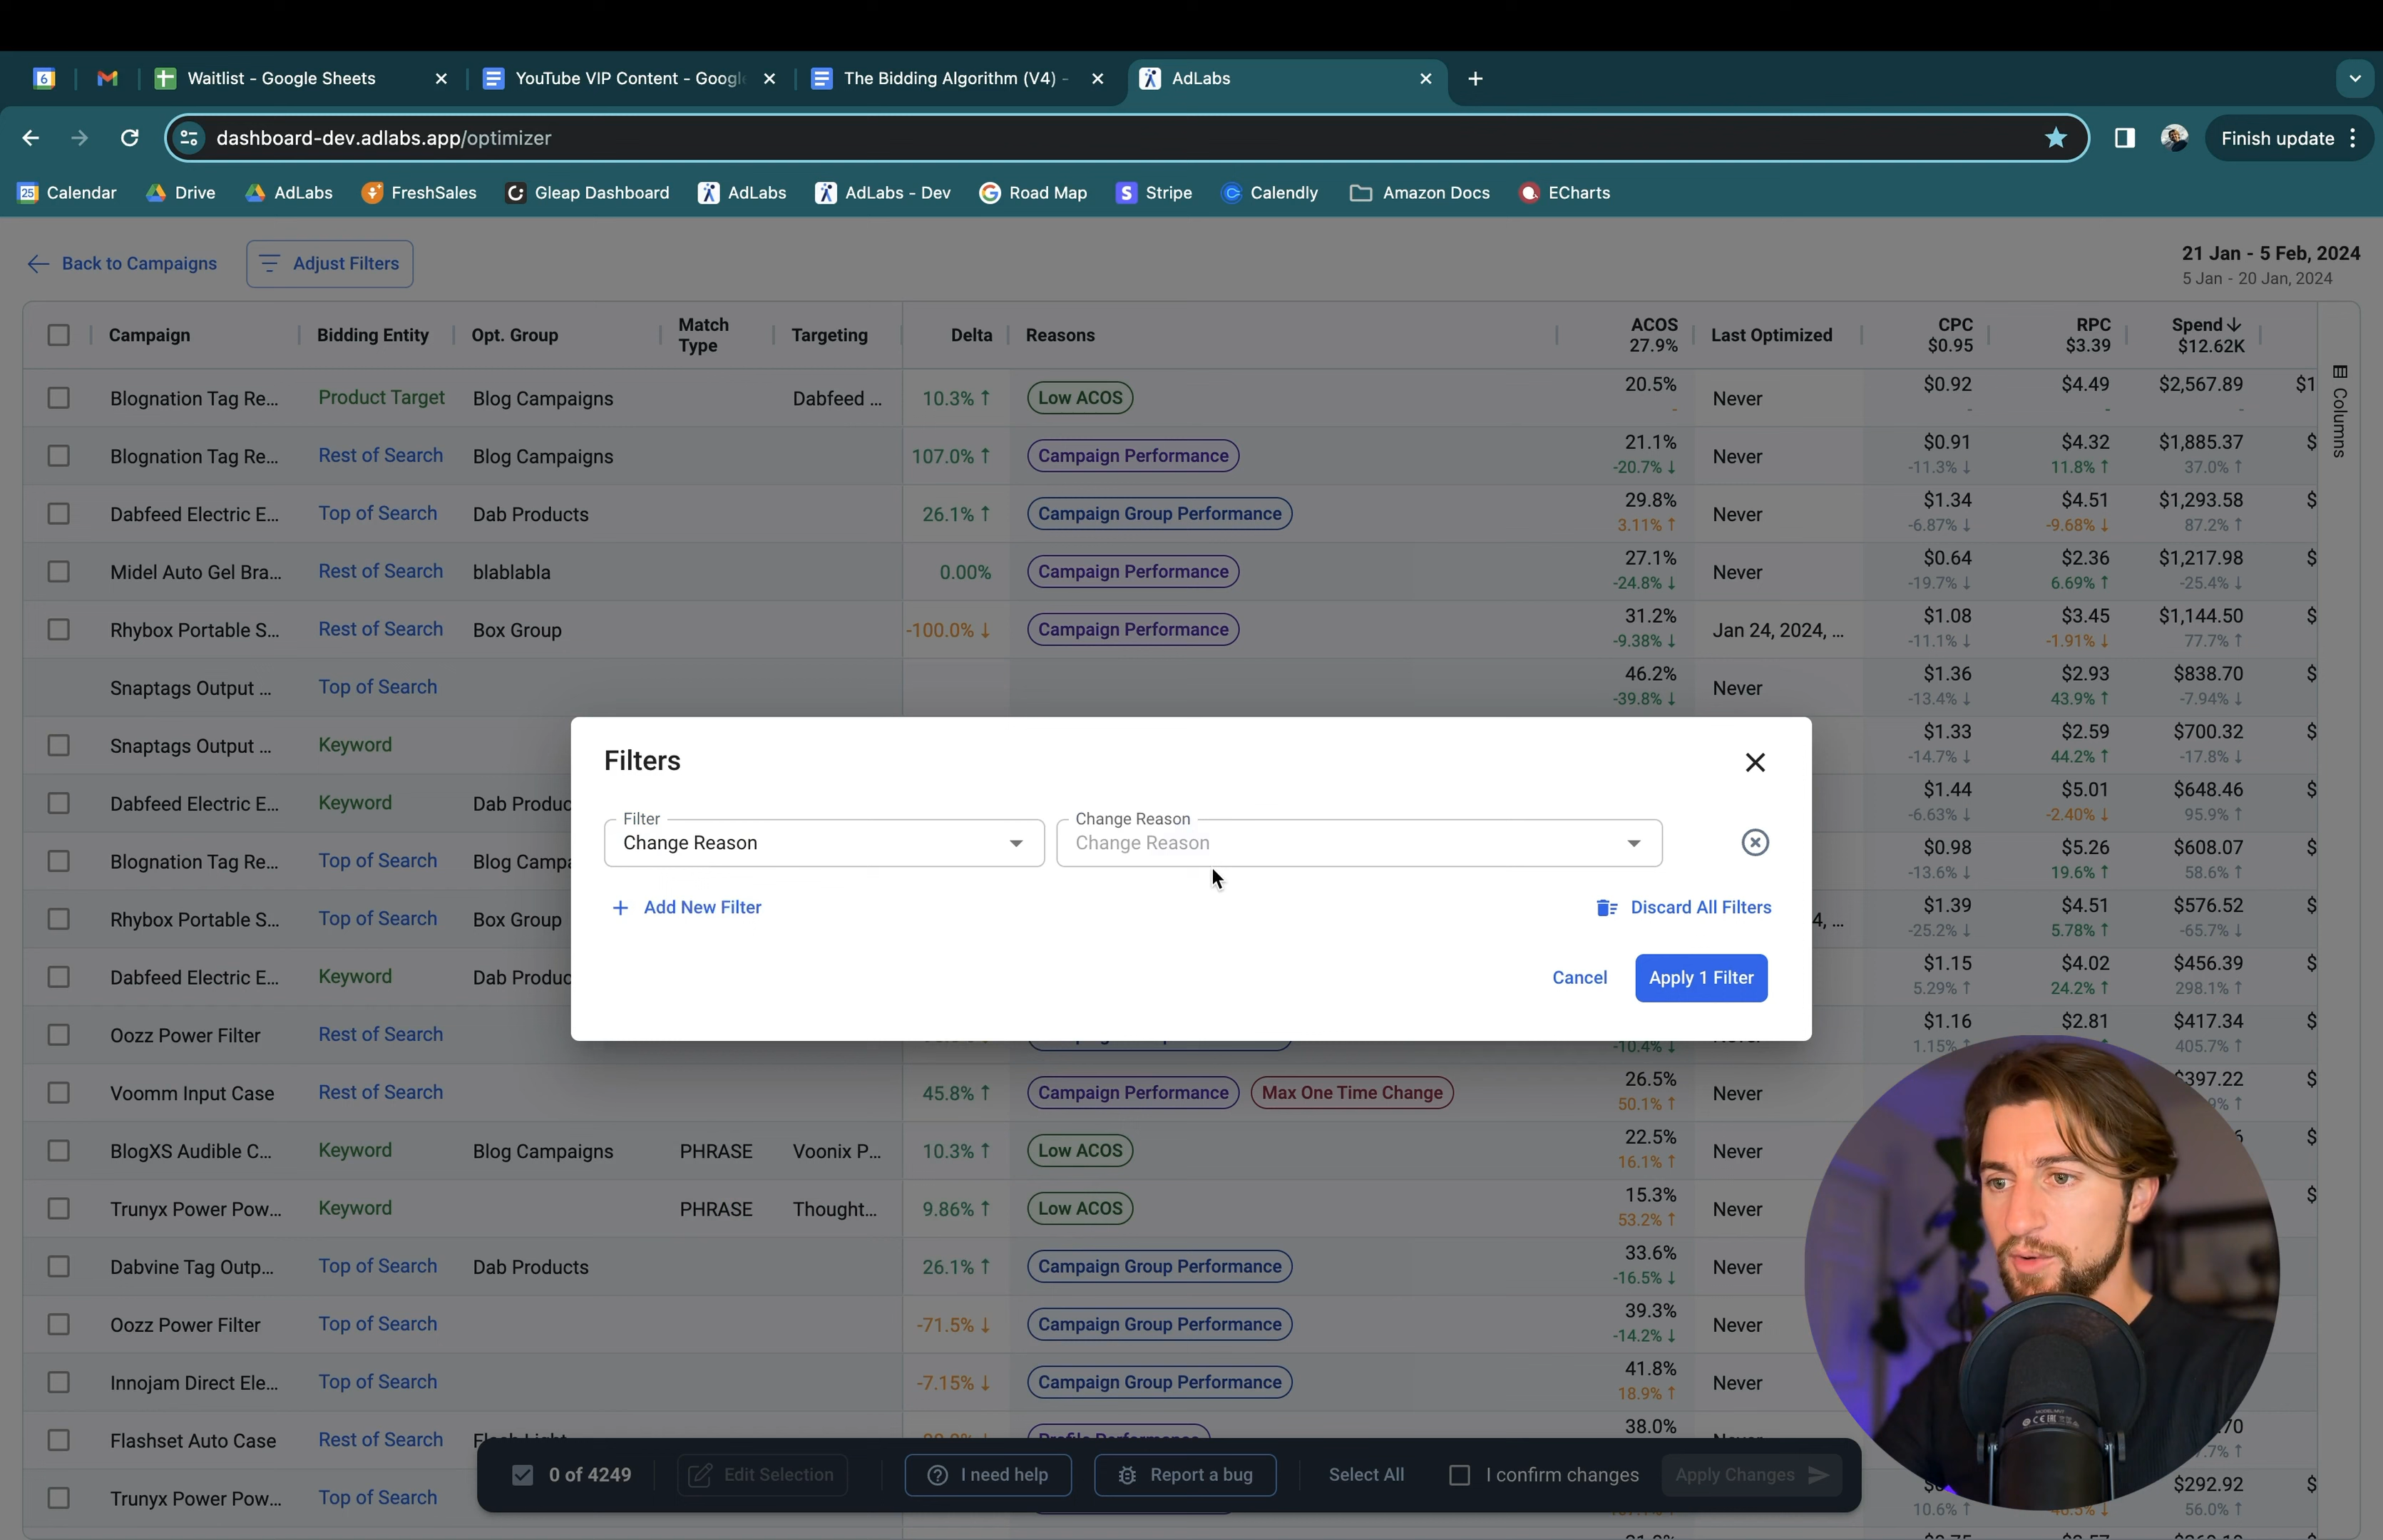 6
Waitlist - Google Sheets
YouTube VIP Content - Googl
The Bidding Algorithm (V4) -
AdLabs
dashboard-dev.adlabs.app/optimizer
Finish update
25 Calendar
Drive
AdLabs
FreshSales
Gleap Dashboard
AdLabs
AdLabs - Dev
Road Map
S Stripe
Calendly
Amazon Docs
ECharts
Back to Campaigns
Adjust Filters
21 Jan - 5 Feb, 2024
5 Jan - 20 Jan, 2024
Campaign Bidding Entity Opt. Group Match Type Targeting Delta Reasons ACOS 27.9% Last Optimized CPC $0.95 RPC $3.39 Spend $12.62K
Columns
Blognation Tag Re... Product Target Blog Campaigns Dabfeed ... 10.3% ↑ Low ACOS 20.5% Never $0.92 $4.49 $2,567.89 $1
- - - -
Blognation Tag Re... Rest of Search Blog Campaigns 107.0% ↑ Campaign Performance 21.1% Never $0.91 $4.32 $1,885.37 $
-20.7% ↓ -11.3% ↓ 11.8% ↑ 37.0% ↑
Dabfeed Electric E... Top of Search Dab Products 26.1% ↑ Campaign Group Performance 29.8% Never $1.34 $4.51 $1,293.58 $
3.11% ↑ -6.87% ↓ -9.68% ↓ 87.2% ↑
Midel Auto Gel Bra... Rest of Search blablabla 0.00% Campaign Performance 27.1% Never $0.64 $2.36 $1,217.98 $
-24.8% ↓ -19.7% ↓ 6.69% ↑ -25.4% ↓
Rhybox Portable S... Rest of Search Box Group -100.0% ↓ Campaign Performance 31.2% Jan 24, 2024, ... $1.08 $3.45 $1,144.50 $
-9.38% ↓ -11.1% ↓ -1.91% ↓ 77.7% ↑
Snaptags Output ... Top of Search 46.2% Never $1.36 $2.93 $838.70 $
-39.8% ↓ -13.4% ↓ 43.9% ↑ -7.94% ↓
Snaptags Output ... Keyword $1.33 $2.59 $700.32 $
-14.7% ↓ 44.2% ↑ -17.8% ↓
Dabfeed Electric E... Keyword Dab Produc $1.44 $5.01 $648.46 $
-6.63% ↓ -2.40% ↓ 95.9% ↑
Blognation Tag Re... Top of Search Blog Campa $0.98 $5.26 $608.07 $
-13.6% ↓ 19.6% ↑ 58.6% ↑
Rhybox Portable S... Top of Search Box Group 4, ... $1.39 $4.51 $576.52 $
-25.2% ↓ 5.78% ↑ -65.7% ↓
Dabfeed Electric E... Keyword Dab Produc $1.15 $4.02 $456.39 $
5.29% ↑ 24.2% ↑ 298.1% ↑
Filters
Filter
Change Reason
Change Reason
Change Reason
Add New Filter
Discard All Filters
Cancel
Apply 1 Filter
Oozz Power Filter Rest of Search $1.16 $2.81 $417.34 $
-10.4% ↓ 1.15% ↑ 405.7% ↑
Voomm Input Case Rest of Search 45.8% ↑ Campaign Performance Max One Time Change 26.5% Never $397.22 $
50.1% ↑
BlogXS Audible C... Keyword Blog Campaigns PHRASE Voonix P... 10.3% ↑ Low ACOS 22.5% Never $
16.1% ↑
Trunyx Power Pow... Keyword PHRASE Thought... 9.86% ↑ Low ACOS 15.3% Never $
53.2% ↑
Dabvine Tag Outp... Top of Search Dab Products 26.1% ↑ Campaign Group Performance 33.6% Never
-16.5% ↓
Oozz Power Filter Top of Search -71.5% ↓ Campaign Group Performance 39.3% Never
-14.2% ↓
Innojam Direct Ele... Top of Search -7.15% ↓ Campaign Group Performance 41.8% Never
18.9% ↑
Flashset Auto Case Rest of Search 38.0%
Trunyx Power Pow... Top of Search $292.92 $
10.6% ↑ 56.0% ↑
0 of 4249
Edit Selection
I need help
Report a bug
Select All
I confirm changes
Apply Changes